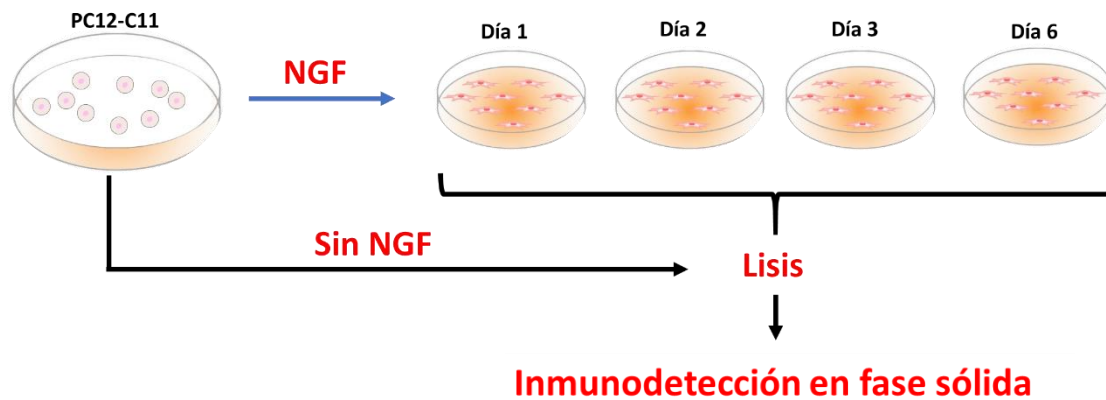 PC12-C11
NGF
Día 1
Día 2
Día 3
Día 6
Sin NGF
Lisis
Inmunodetección en fase sólida